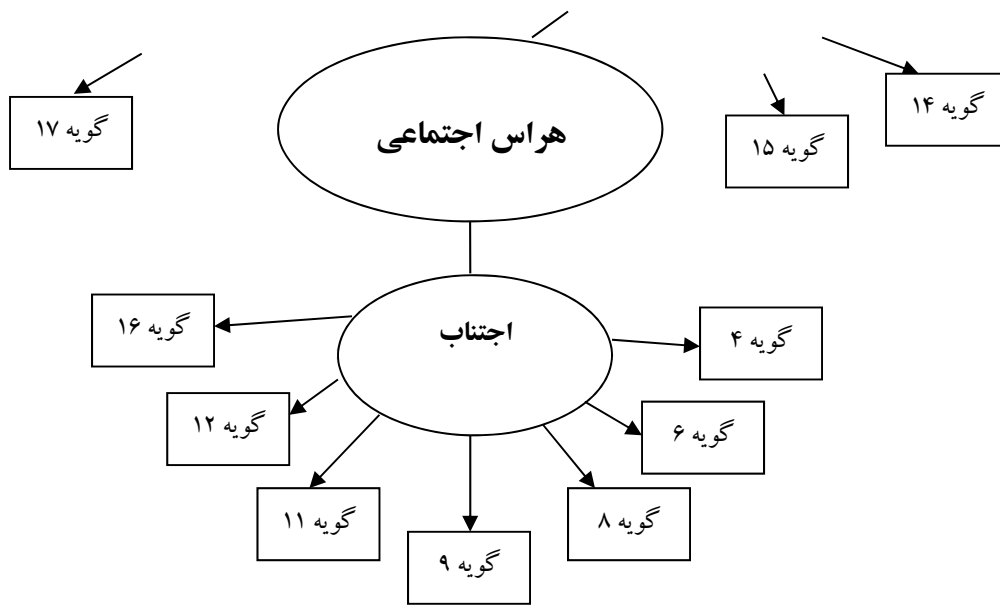 گویه ۱۴
گویه ۱۷
گویه ۱۵
هراس اجتماعی
گویه ۴
اجتناب
گویه ۱۶
گویه ۶
گویه ۱۲
گویه ۸
گویه ۱۱
گویه ۹